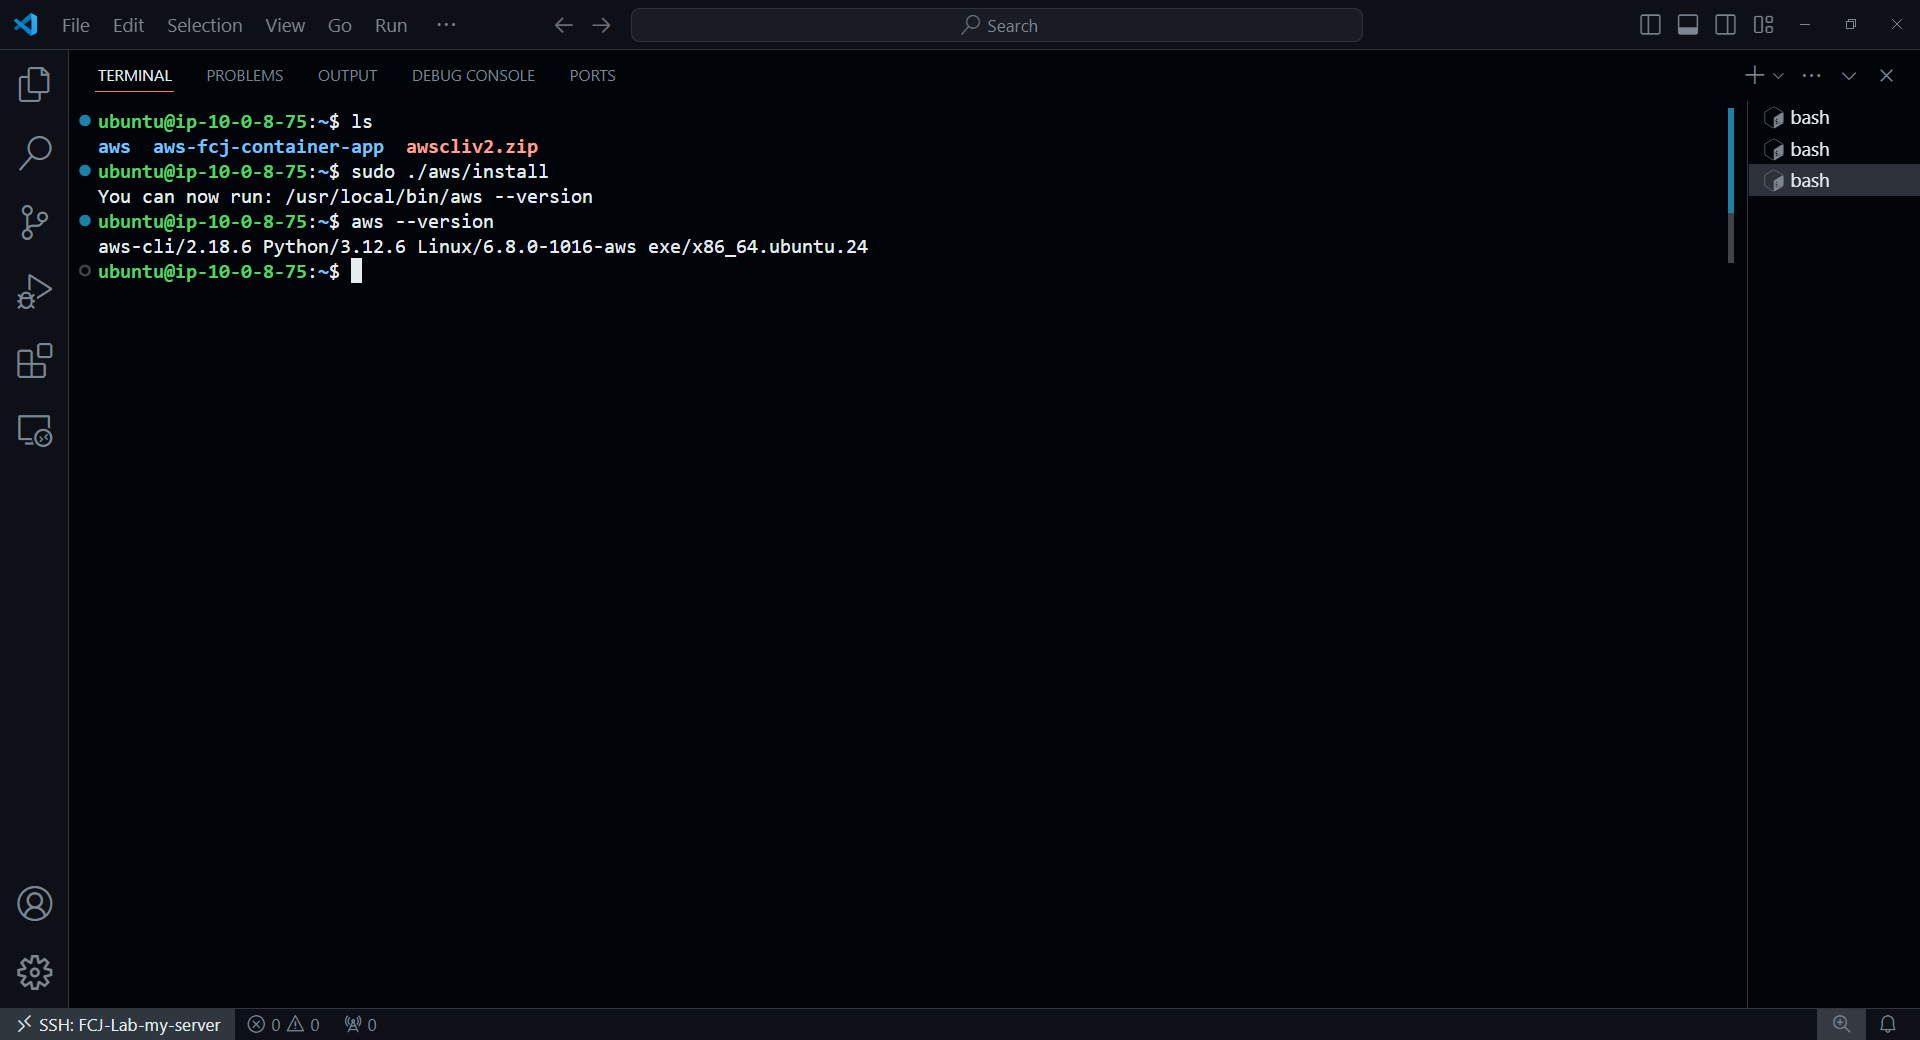 File Edit Selection View Go Run ··· Search
TERMINAL PROBLEMS OUTPUT DEBUG CONSOLE PORTS
ubuntu@ip-10-0-8-75:~$ ls
aws aws-fcj-container-app awscliv2.zip
ubuntu@ip-10-0-8-75:~$ sudo ./aws/install
You can now run: /usr/local/bin/aws --version
ubuntu@ip-10-0-8-75:~$ aws --version
aws-cli/2.18.6 Python/3.12.6 Linux/6.8.0-1016-aws exe/x86_64.ubuntu.24
ubuntu@ip-10-0-8-75:~$
bash
bash
bash
SSH: FCJ-Lab-my-server 0 0 0